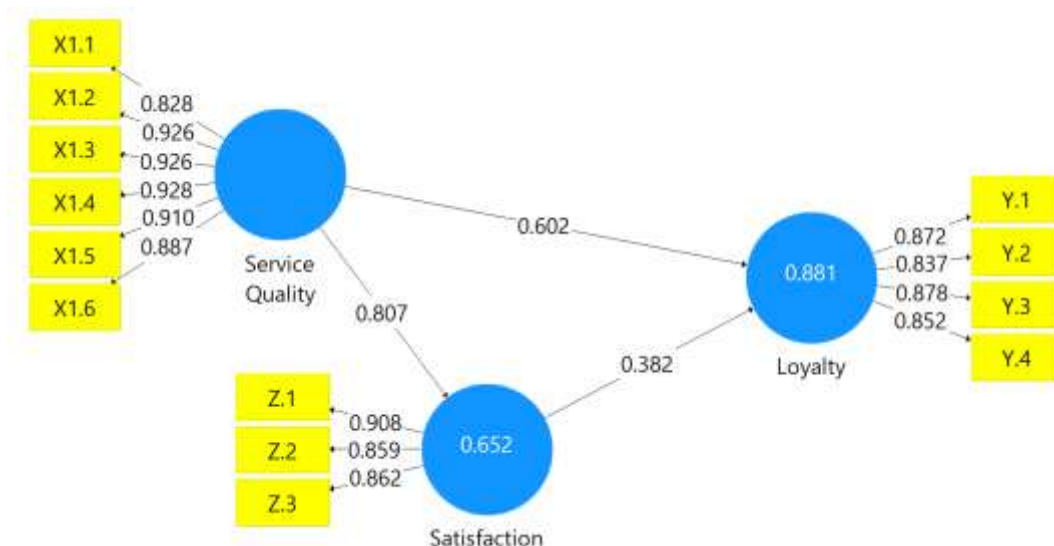 X1.1
X1.2
X1.3
X1.4
X1.5
X1.6
0.828
0.926
0.926
0.928
0.910
0.887
Service
Quality
0.602
0.807
Z.1
Z.2
Z.3
0.908
0.859
0.862
0.652
Satisfaction
0.382
0.881
Loyalty
0.872
0.837
0.878
0.852
Y.1
Y.2
Y.3
Y.4